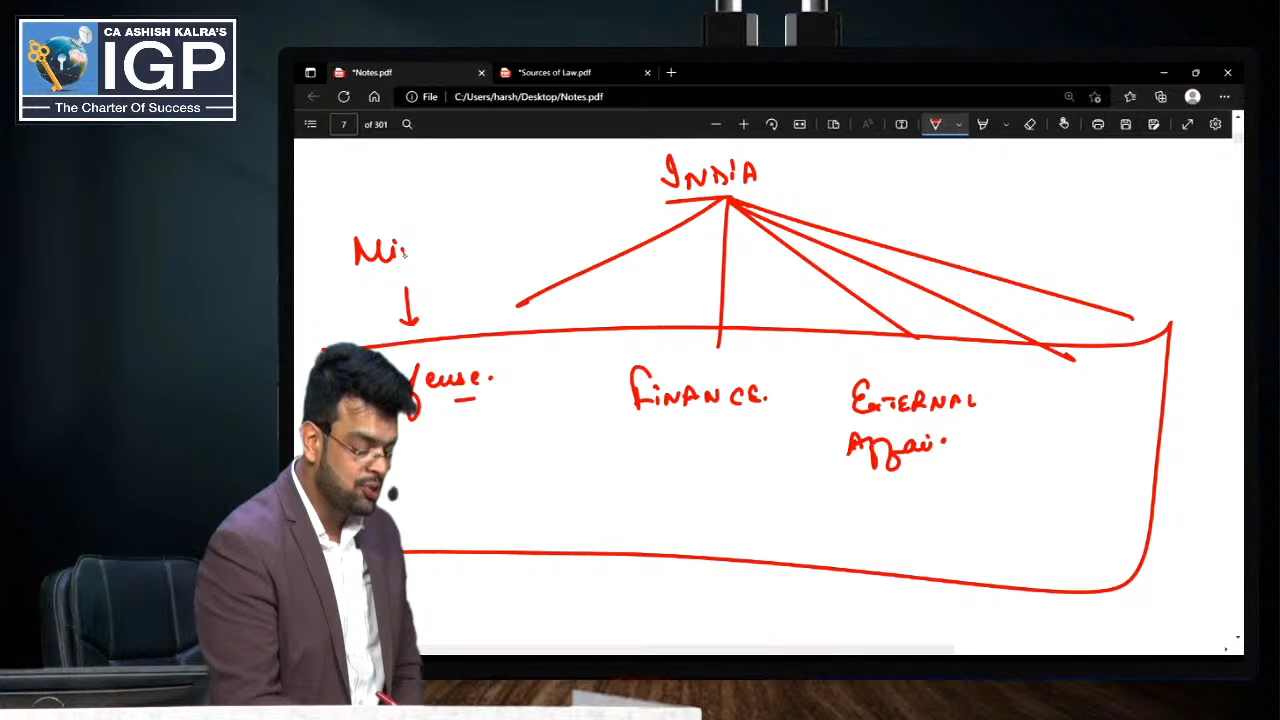 CA ASHISH KALRA'S
IGP
The Charter Of Success
*Notes.pdf
*Sources of Law.pdf
File
C:/Users/harsh/Desktop/Notes.pdf
7 of 301
INDIA
Mi
FINANCE.
EXTERNAL
Affai.